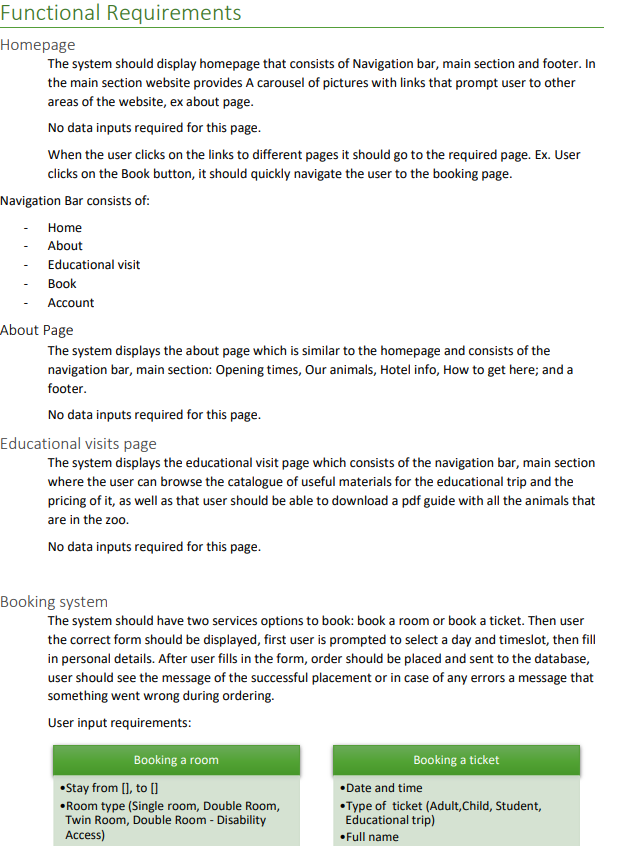 Functional Requirements
Homepage
The system should display homepage that consists of Navigation bar, main section and footer. In
the main section website provides A carousel of pictures with links that prompt user to other
areas of the website, ex about page.
No data inputs required for this page.
When the user clicks on the links to different pages it should go to the required page. Ex. User
clicks on the Book button, it should quickly navigate the user to the booking page.
Navigation Bar consists of:
- Home
- About
- Educational visit
- Book
- Account
About Page
The system displays the about page which is similar to the homepage and consists of the
navigation bar, main section: Opening times, Our animals, Hotel info, How to get here; and a
footer.
No data inputs required for this page.
Educational visits page
The system displays the educational visit page which consists of the navigation bar, main section
where the user can browse the catalogue of useful materials for the educational trip and the
pricing of it, as well as that user should be able to download a pdf guide with all the animals that
are in the zoo.
No data inputs required for this page.
Booking system
The system should have two services options to book: book a room or book a ticket. Then user
the correct form should be displayed, first user is prompted to select a day and timeslot, then fill
in personal details. After user fills in the form, order should be placed and sent to the database,
user should see the message of the successful placement or in case of any errors a message that
something went wrong during ordering.
User input requirements:
Booking a room
•Stay from [], to []
•Room type (Single room, Double Room,
Twin Room, Double Room - Disability
Access)
Booking a ticket
•Date and time
•Type of  ticket (Adult,Child, Student,
Educational trip)
•Full name